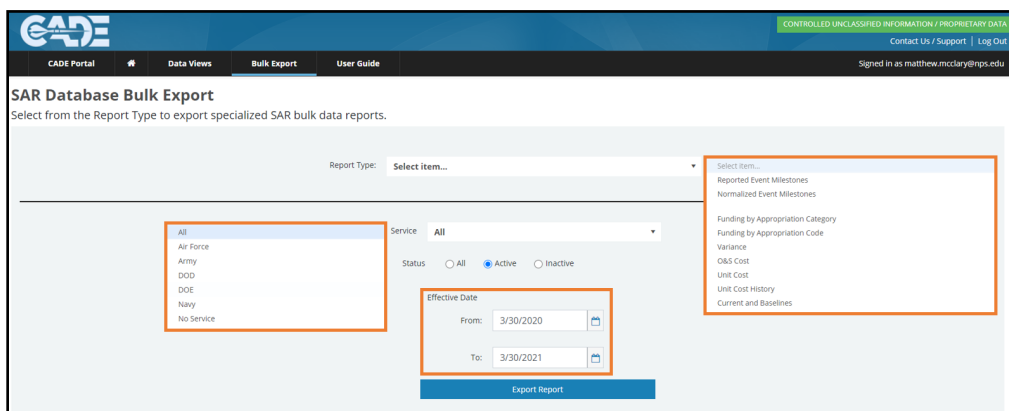 CADE
CONTROLLED UNCLASSIFIED INFORMATION / PROPRIETARY DATA
Contact Us / Support | Log Out
CADE Portal Data Views Bulk Export User Guide Signed in as matthew.mcclary@nps.edu
SAR Database Bulk Export
Select from the Report Type to export specialized SAR bulk data reports.
Report Type: Select item...
Select item...
Reported Event Milestones
Normalized Event Milestones
Funding by Appropriation Category
Funding by Appropriation Code
Variance
O&S Cost
Unit Cost
Unit Cost History
Current and Baselines
All
Air Force
Army
DOD
DOE
Navy
No Service
Service All
Status All Active Inactive
Effective Date
From: 3/30/2020
To: 3/30/2021
Export Report